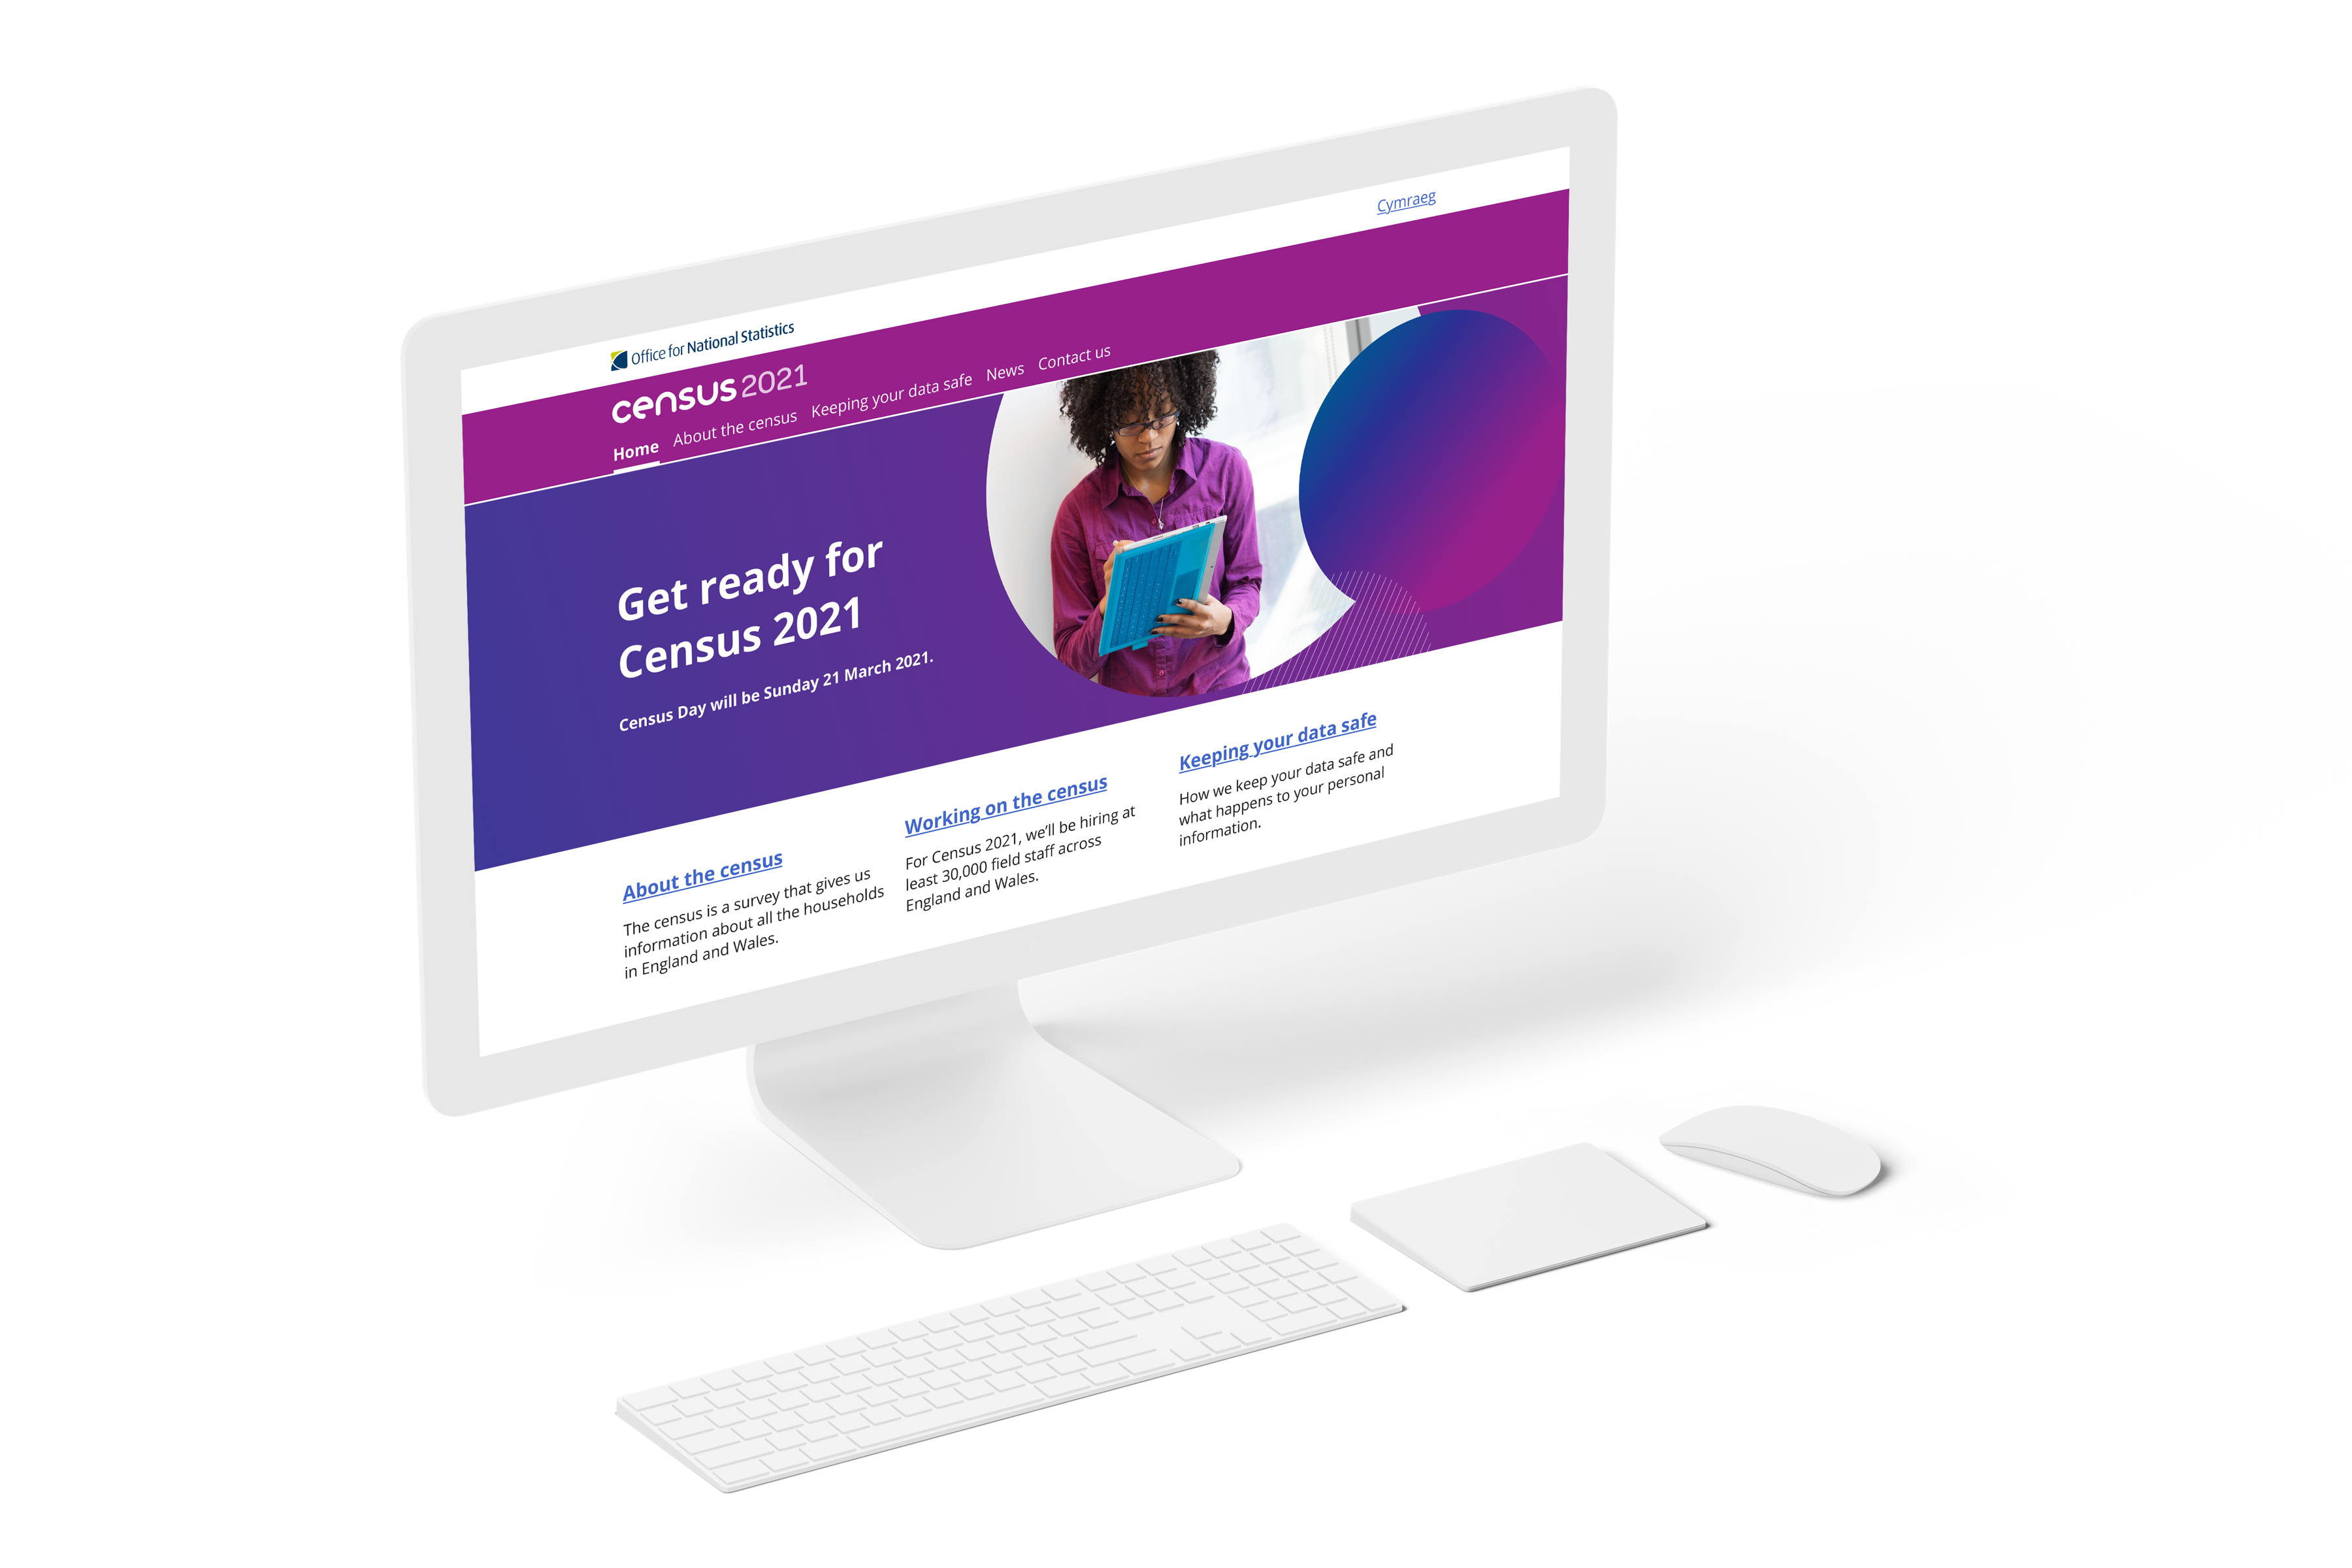 Cymraeg
Office for National Statistics
census 2021
Home About the census Keeping your data safe News Contact us
Get ready for
Census 2021
Census Day will be Sunday 21 March 2021.
About the census
The census is a survey that gives us
information about all the households
in England and Wales.
Working on the census
For Census 2021, we’ll be hiring at
least 30,000 field staff across
England and Wales.
Keeping your data safe
How we keep your data safe and
what happens to your personal
information.